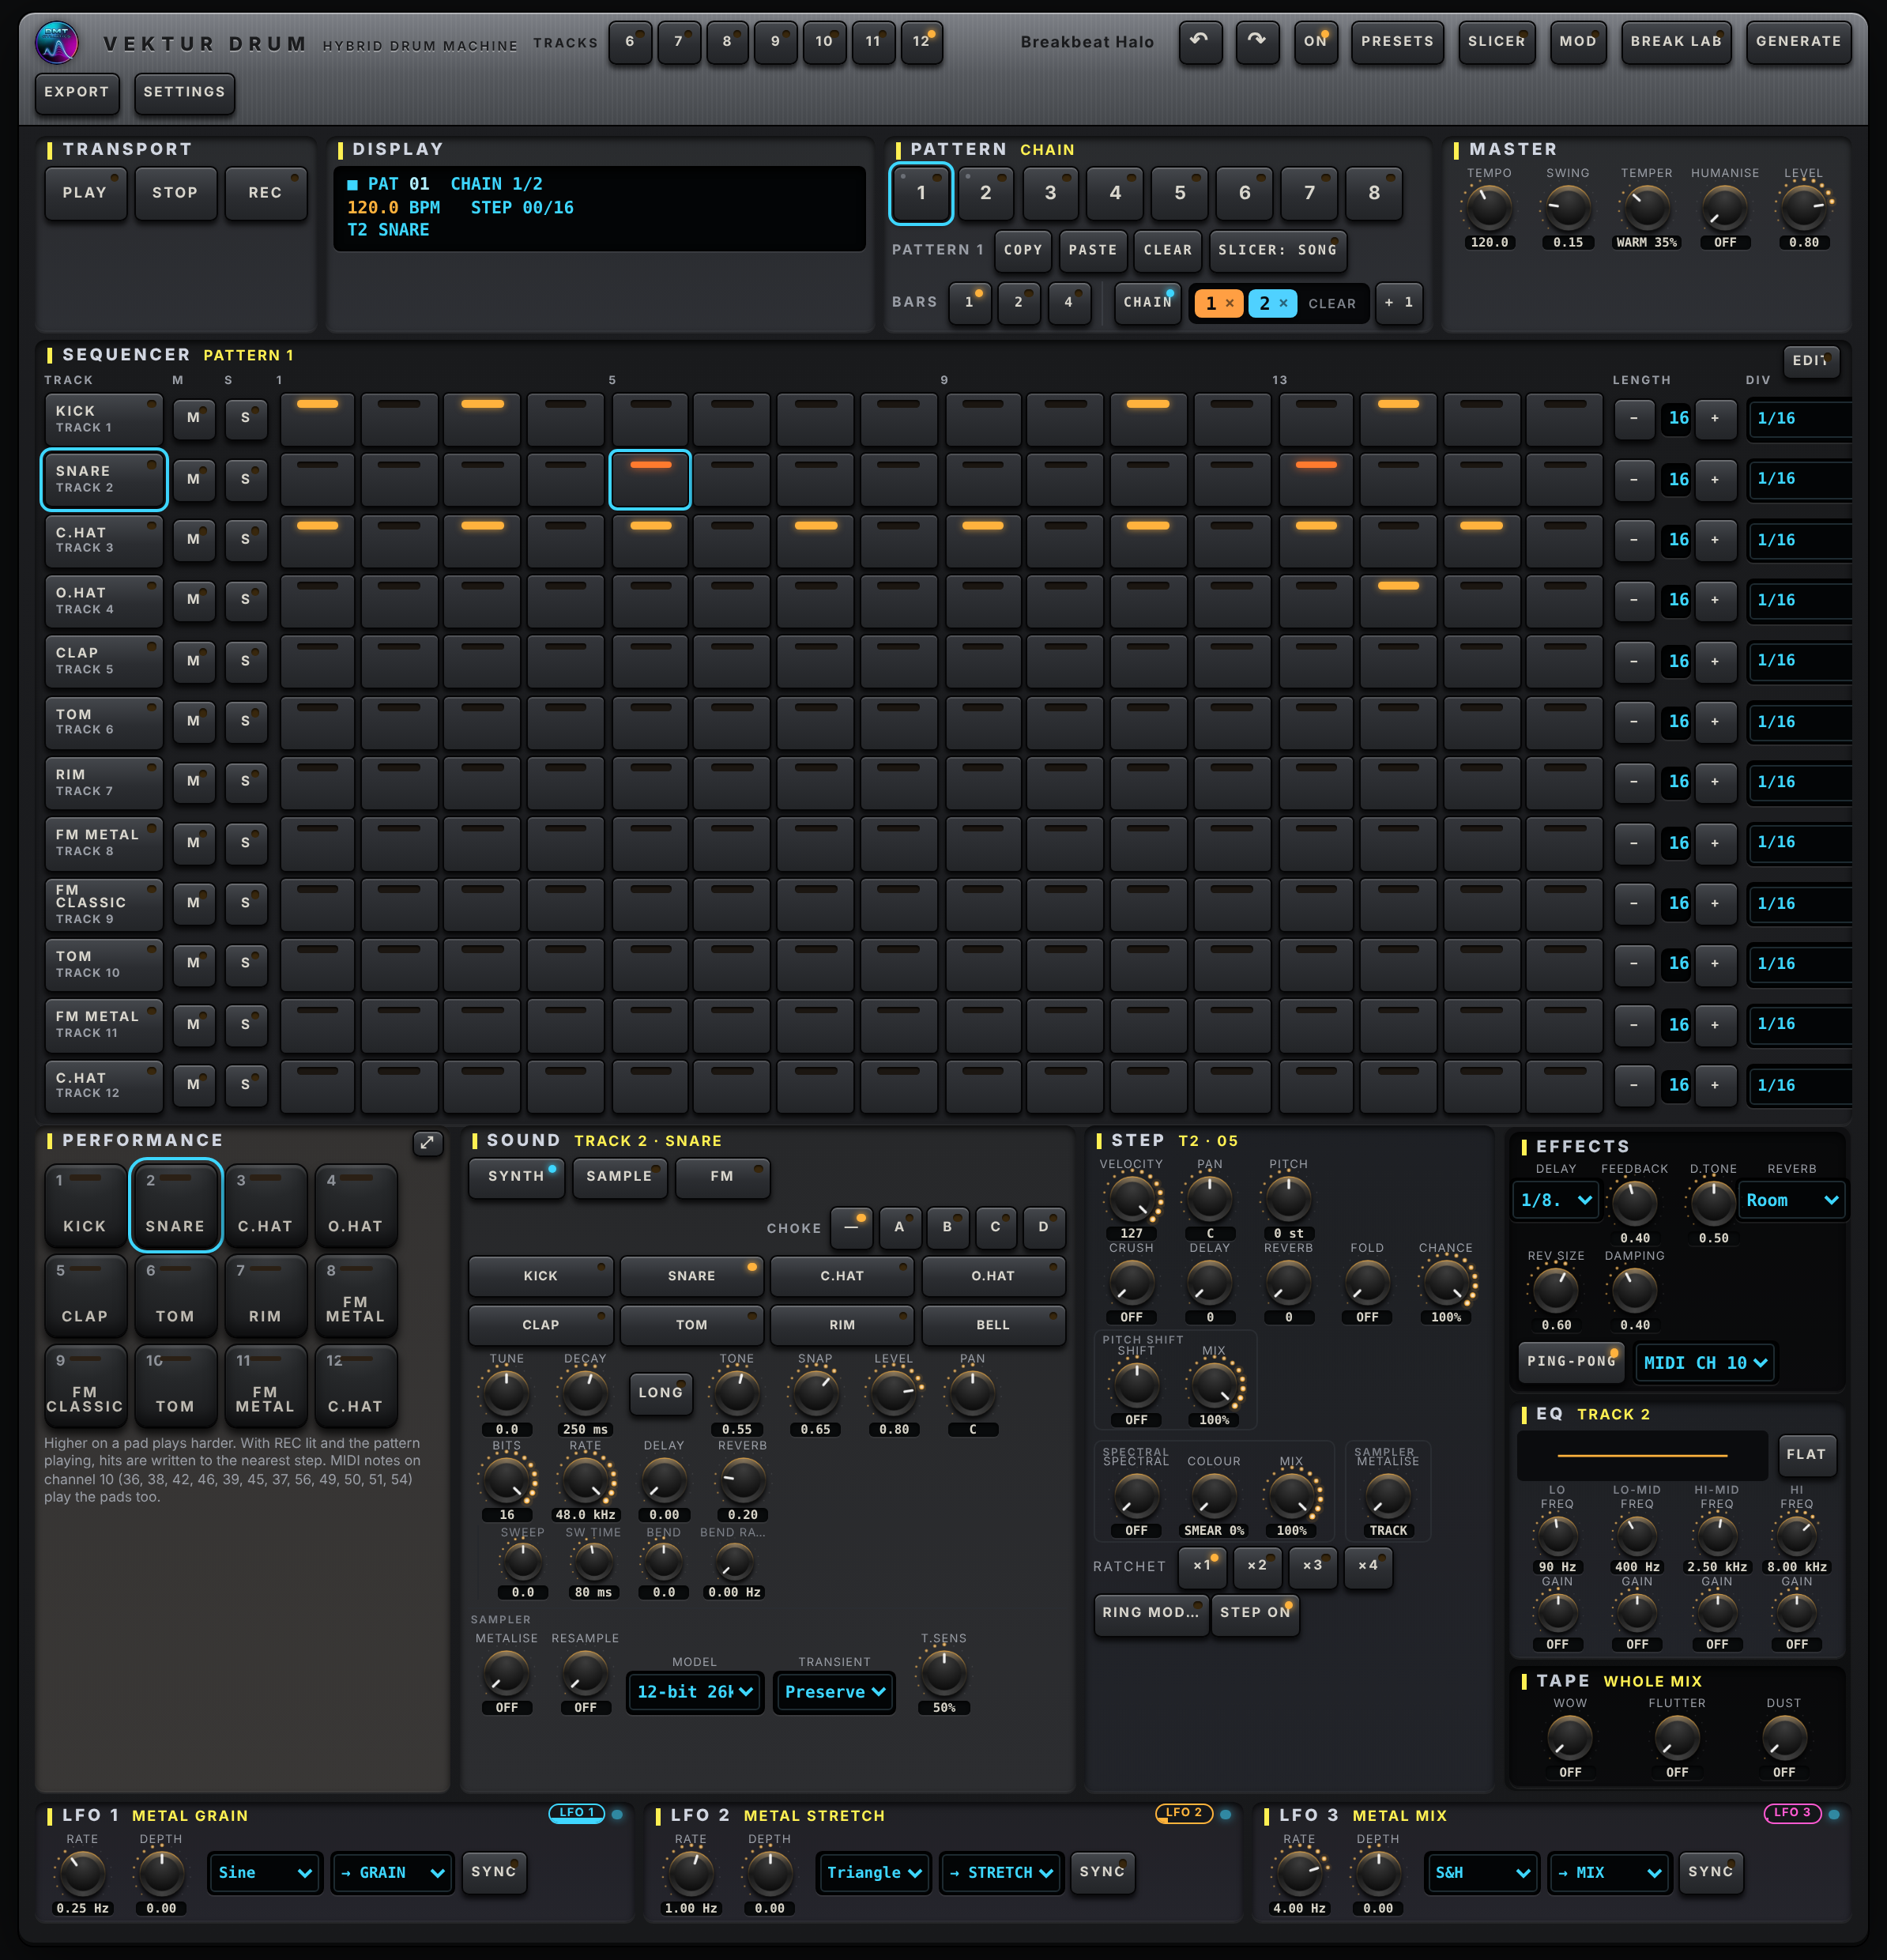 VEKTUR DRUM HYBRID DRUM MACHINE TRACKS 6 7 8 9 10 11 12 Breakbeat Halo ↶ ↷ ON PRESETS SLICER MOD BREAK LAB GENERATE
EXPORT SETTINGS
TRANSPORT
PLAY STOP REC
DISPLAY
PAT 01 CHAIN 1/2
120.0 BPM STEP 00/16
T2 SNARE
PATTERN CHAIN
1 2 3 4 5 6 7 8
PATTERN 1 COPY PASTE CLEAR SLICER: SONG
BARS 1 2 4 CHAIN 1 × 2 × CLEAR + 1
MASTER
TEMPO SWING TEMPER HUMANISE LEVEL
120.0 0.15 WARM 35% OFF 0.80
SEQUENCER PATTERN 1 EDIT
TRACK M S 1 5 9 13 LENGTH DIV
KICK
TRACK 1 M S − 16 + 1/16
SNARE
TRACK 2 M S − 16 + 1/16
C.HAT
TRACK 3 M S − 16 + 1/16
O.HAT
TRACK 4 M S − 16 + 1/16
CLAP
TRACK 5 M S − 16 + 1/16
TOM
TRACK 6 M S − 16 + 1/16
RIM
TRACK 7 M S − 16 + 1/16
FM METAL
TRACK 8 M S − 16 + 1/16
FM
CLASSIC
TRACK 9 M S − 16 + 1/16
TOM
TRACK 10 M S − 16 + 1/16
FM METAL
TRACK 11 M S − 16 + 1/16
C.HAT
TRACK 12 M S − 16 + 1/16
PERFORMANCE
1 KICK
2 SNARE
3 C.HAT
4 O.HAT
5 CLAP
6 TOM
7 RIM
8 FM METAL
9 FM CLASSIC
10 TOM
11 FM METAL
12 C.HAT
Higher on a pad plays harder. With REC lit and the pattern
playing, hits are written to the nearest step. MIDI notes on
channel 10 (36, 38, 42, 46, 39, 45, 37, 56, 49, 50, 51, 54)
play the pads too.
SOUND TRACK 2 · SNARE
SYNTH SAMPLE FM
CHOKE — A B C D
KICK SNARE C.HAT O.HAT
CLAP TOM RIM BELL
TUNE DECAY LONG TONE SNAP LEVEL PAN
0.0 250 ms 0.55 0.65 0.80 C
BITS RATE DELAY REVERB
16 48.0 kHz 0.00 0.20
SWEEP SW TIME BEND BEND RA...
0.0 80 ms 0.0 0.00 Hz
SAMPLER
METALISE RESAMPLE MODEL TRANSIENT T.SENS
12-bit 26k Preserve
OFF OFF 50%
STEP T2 · 05
VELOCITY PAN PITCH
127 C 0 st
CRUSH DELAY REVERB FOLD CHANCE
OFF 0 0 OFF 100%
PITCH SHIFT
SHIFT MIX
OFF 100%
SPECTRAL SAMPLER
SPECTRAL COLOUR MIX METALISE
OFF SMEAR 0% 100% TRACK
RATCHET ×1 ×2 ×3 ×4
RING MOD... STEP ON
EFFECTS
DELAY FEEDBACK D.TONE REVERB
1/8. Room
0.40 0.50
REV SIZE DAMPING
0.60 0.40
PING-PONG MIDI CH 10
EQ TRACK 2
FLAT
LO LO-MID HI-MID HI
FREQ FREQ FREQ FREQ
90 Hz 400 Hz 2.50 kHz 8.00 kHz
GAIN GAIN GAIN GAIN
OFF OFF OFF OFF
TAPE WHOLE MIX
WOW FLUTTER DUST
OFF OFF OFF
LFO 1 METAL GRAIN LFO 1
RATE DEPTH
Sine → GRAIN SYNC
0.25 Hz 0.00
LFO 2 METAL STRETCH LFO 2
RATE DEPTH
Triangle → STRETCH SYNC
1.00 Hz 0.00
LFO 3 METAL MIX LFO 3
RATE DEPTH
S&H → MIX SYNC
4.00 Hz 0.00